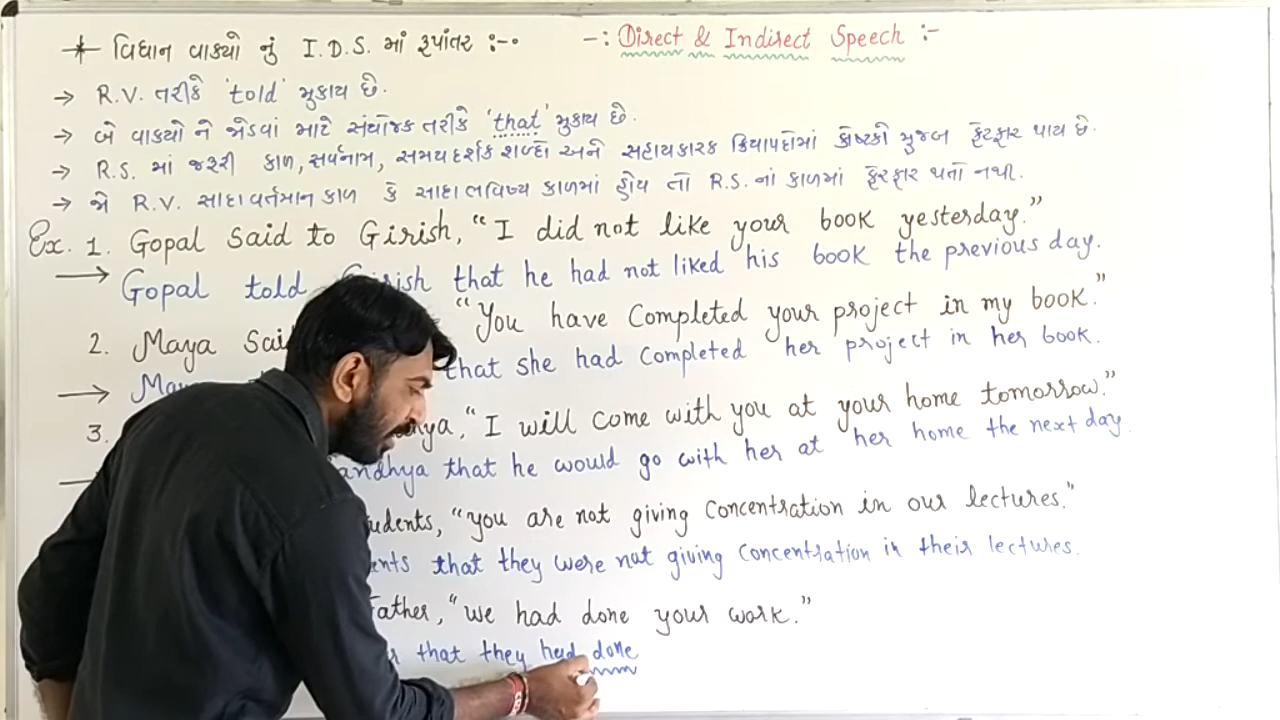 * વિધાન વાક્યો નું I.D.S. માં રૂપાંતર :-
-: Direct & Indirect Speech :-
→ R.V. તરીકે 'told' મુકાય છે.
→ બે વાક્યો ને જોડવાં માટે સંયોજક તરીકે 'that' મુકાય છે.
→ R.S. માં જરૂરી કાળ, સર્વનામ, સમયદર્શક શબ્દો અને સહાયકારક ક્રિયાપદોમાં કોષ્ટકો મુજબ ફેરફાર થાય છે.
→ જો R.V. સાદા વર્તમાન કાળ કે સાદા ભવિષ્ય કાળમાં હોય તો R.S. નાં કાળમાં ફેરફાર થતો નથી.
Ex. 1. Gopal Said to Girish, "I did not like your book yesterday."
→ Gopal told Girish that he had not liked his book the previous day.
2. Maya Said "You have Completed your project in my book."
→ that she had Completed her project in her book.
3. "I will come with you at your home tomorrow."
that he would go with her at her home the next day.
"you are not giving Concentration in our lectures."
that they were not giving Concentration in their lectures.
Father, "we had done your work."
that they had done